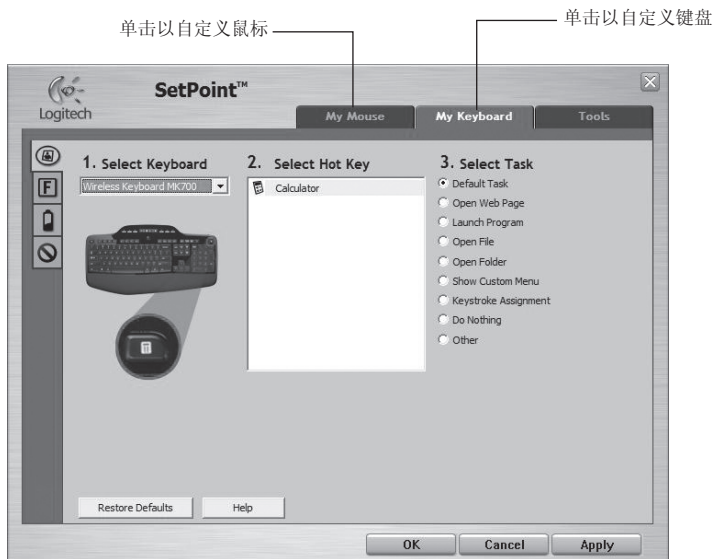 单击以自定义鼠标
单击以自定义键盘
Logitech
SetPoint™
My Mouse
My Keyboard
Tools
1. Select Keyboard
Wireless Keyboard MK700
2. Select Hot Key
Calculator
3. Select Task
Default Task
Open Web Page
Launch Program
Open File
Open Folder
Show Custom Menu
Keystroke Assignment
Do Nothing
Other
F
Restore Defaults
Help
OK
Cancel
Apply